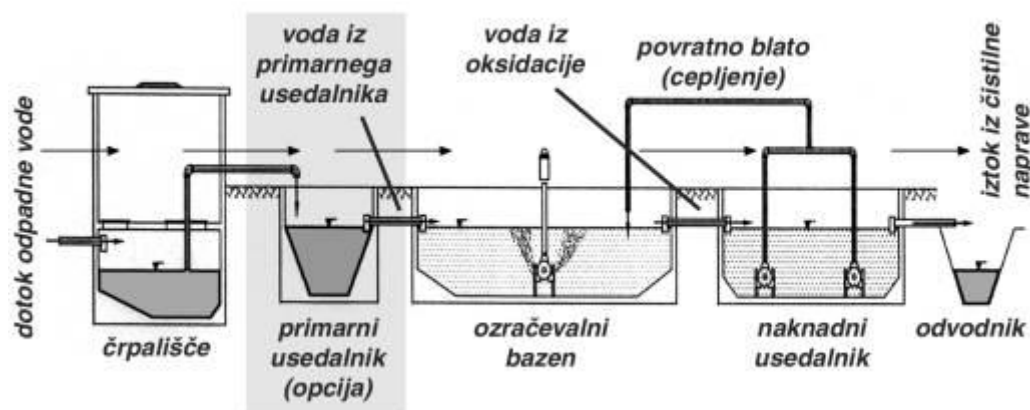 dotok odpadne vode
voda iz
primarnega
usedalnika
voda iz
oksidacije
povratno blato
(cepljenje)
iztok iz čistilne
naprave
črpališče
primarni
usedalnik
(opcija)
ozračevalni
bazen
naknadni
usedalnik
odvodnik